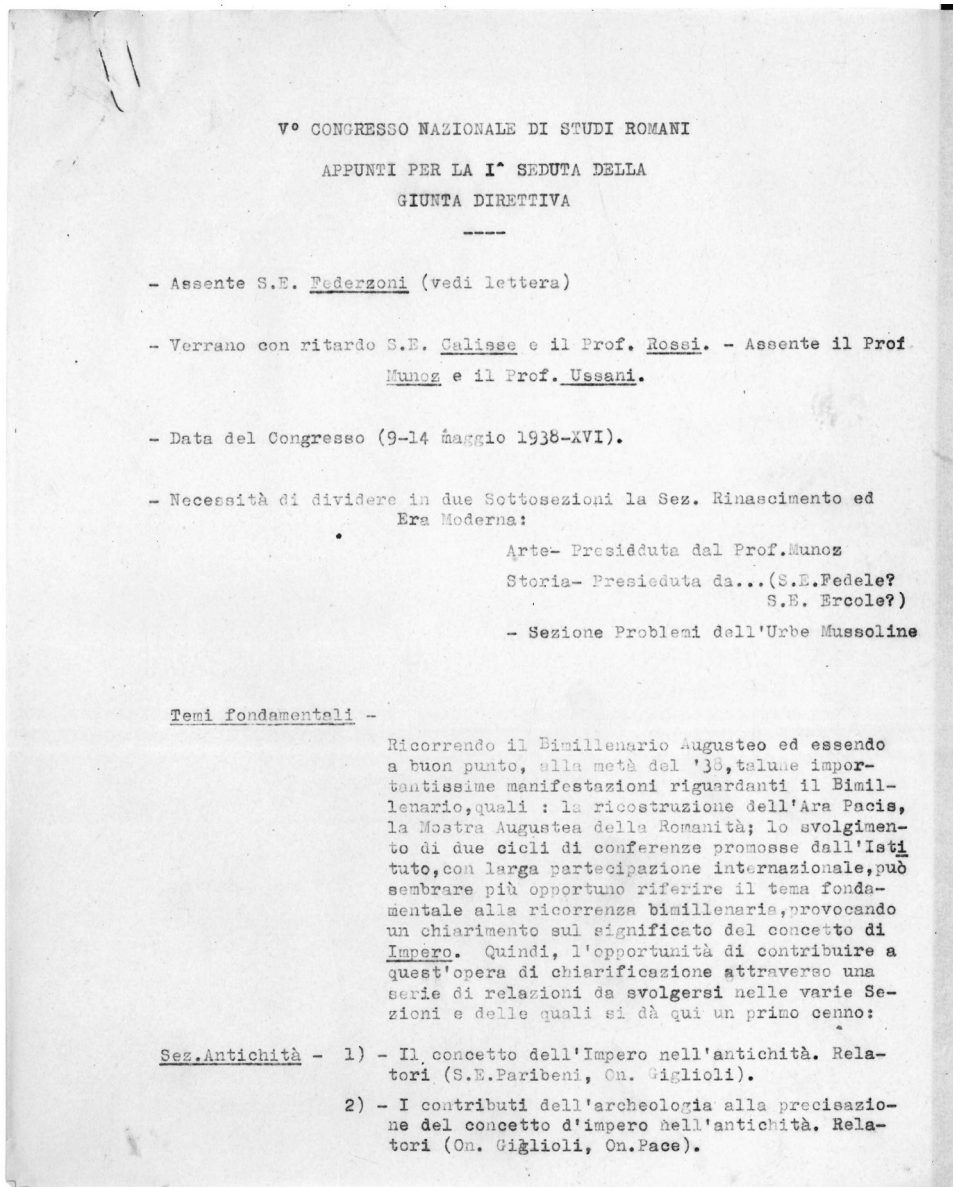 Vº CONGRESSO NAZIONALE DI STUDI ROMANI
APPUNTI PER LA I^ SEDUTA DELLA
GIUNTA DIRETTIVA
----
- Assente S.E. Federzoni (vedi lettera)
- Verrano con ritardo S.E. Calisse e il Prof. Rossi. - Assente il Prof.
Munoz e il Prof. Ussani.
- Data del Congresso (9-14 maggio 1938-XVI).
- Necessità di dividere in due Sottosezioni la Sez. Rinascimento ed
Era Moderna:
Arte- Presidduta dal Prof.Munoz
Storia- Presieduta da...(S.E.Fedele?
S.E. Ercole?)
- Sezione Problemi dell'Urbe Mussoline
Temi fondamentali -
Ricorrendo il Bimillenario Augusteo ed essendo
a buon punto, alla metà del '38,talune impor-
tantissime manifestazioni riguardanti il Bimil-
lenario,quali : la ricostruzione dell'Ara Pacis,
la Mostra Augustea della Romanità; lo svolgimen-
to di due cicli di conferenze promosse dall'Isti
tuto,con larga partecipazione internazionale,può
sembrare più opportuno riferire il tema fonda-
mentale alla ricorrenza bimillenaria,provocando
un chiarimento sul significato del concetto di
Impero. Quindi, l'opportunità di contribuire a
quest'opera di chiarificazione attraverso una
serie di relazioni da svolgersi nelle varie Se-
zioni e delle quali si dà qui un primo cenno:
Sez.Antichità - 1) - Il concetto dell'Impero nell'antichità. Rela-
tori (S.E.Paribeni, On. Giglioli).
2) - I contributi dell'archeologia alla precisazio-
ne del concetto d'impero nell'antichità. Rela-
tori (On. Giglioli, On.Pace).